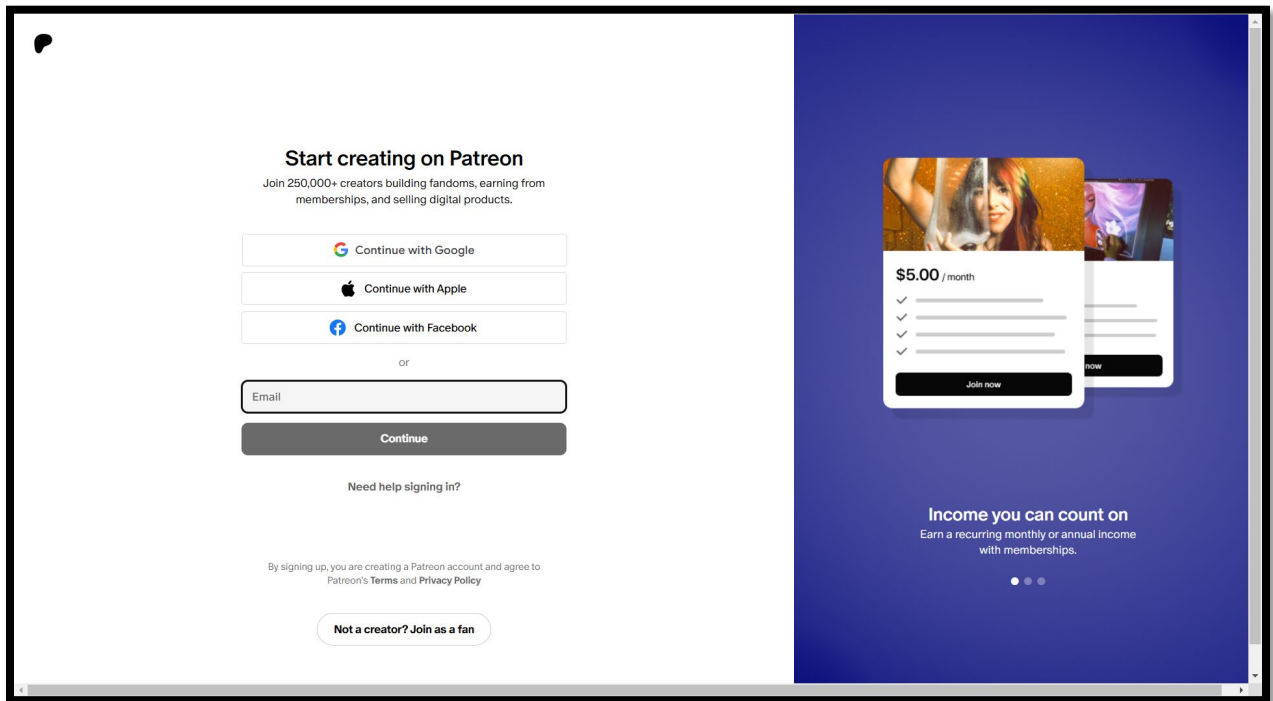 Start creating on Patreon
Join 250,000+ creators building fandoms, earning from
memberships, and selling digital products.
Continue with Google
Continue with Apple
Continue with Facebook
or
Email
Continue
Need help signing in?
By signing up, you are creating a Patreon account and agree to
Patreon's Terms and Privacy Policy
Not a creator? Join as a fan
$5.00 / month
Join now
now
Income you can count on
Earn a recurring monthly or annual income
with memberships.